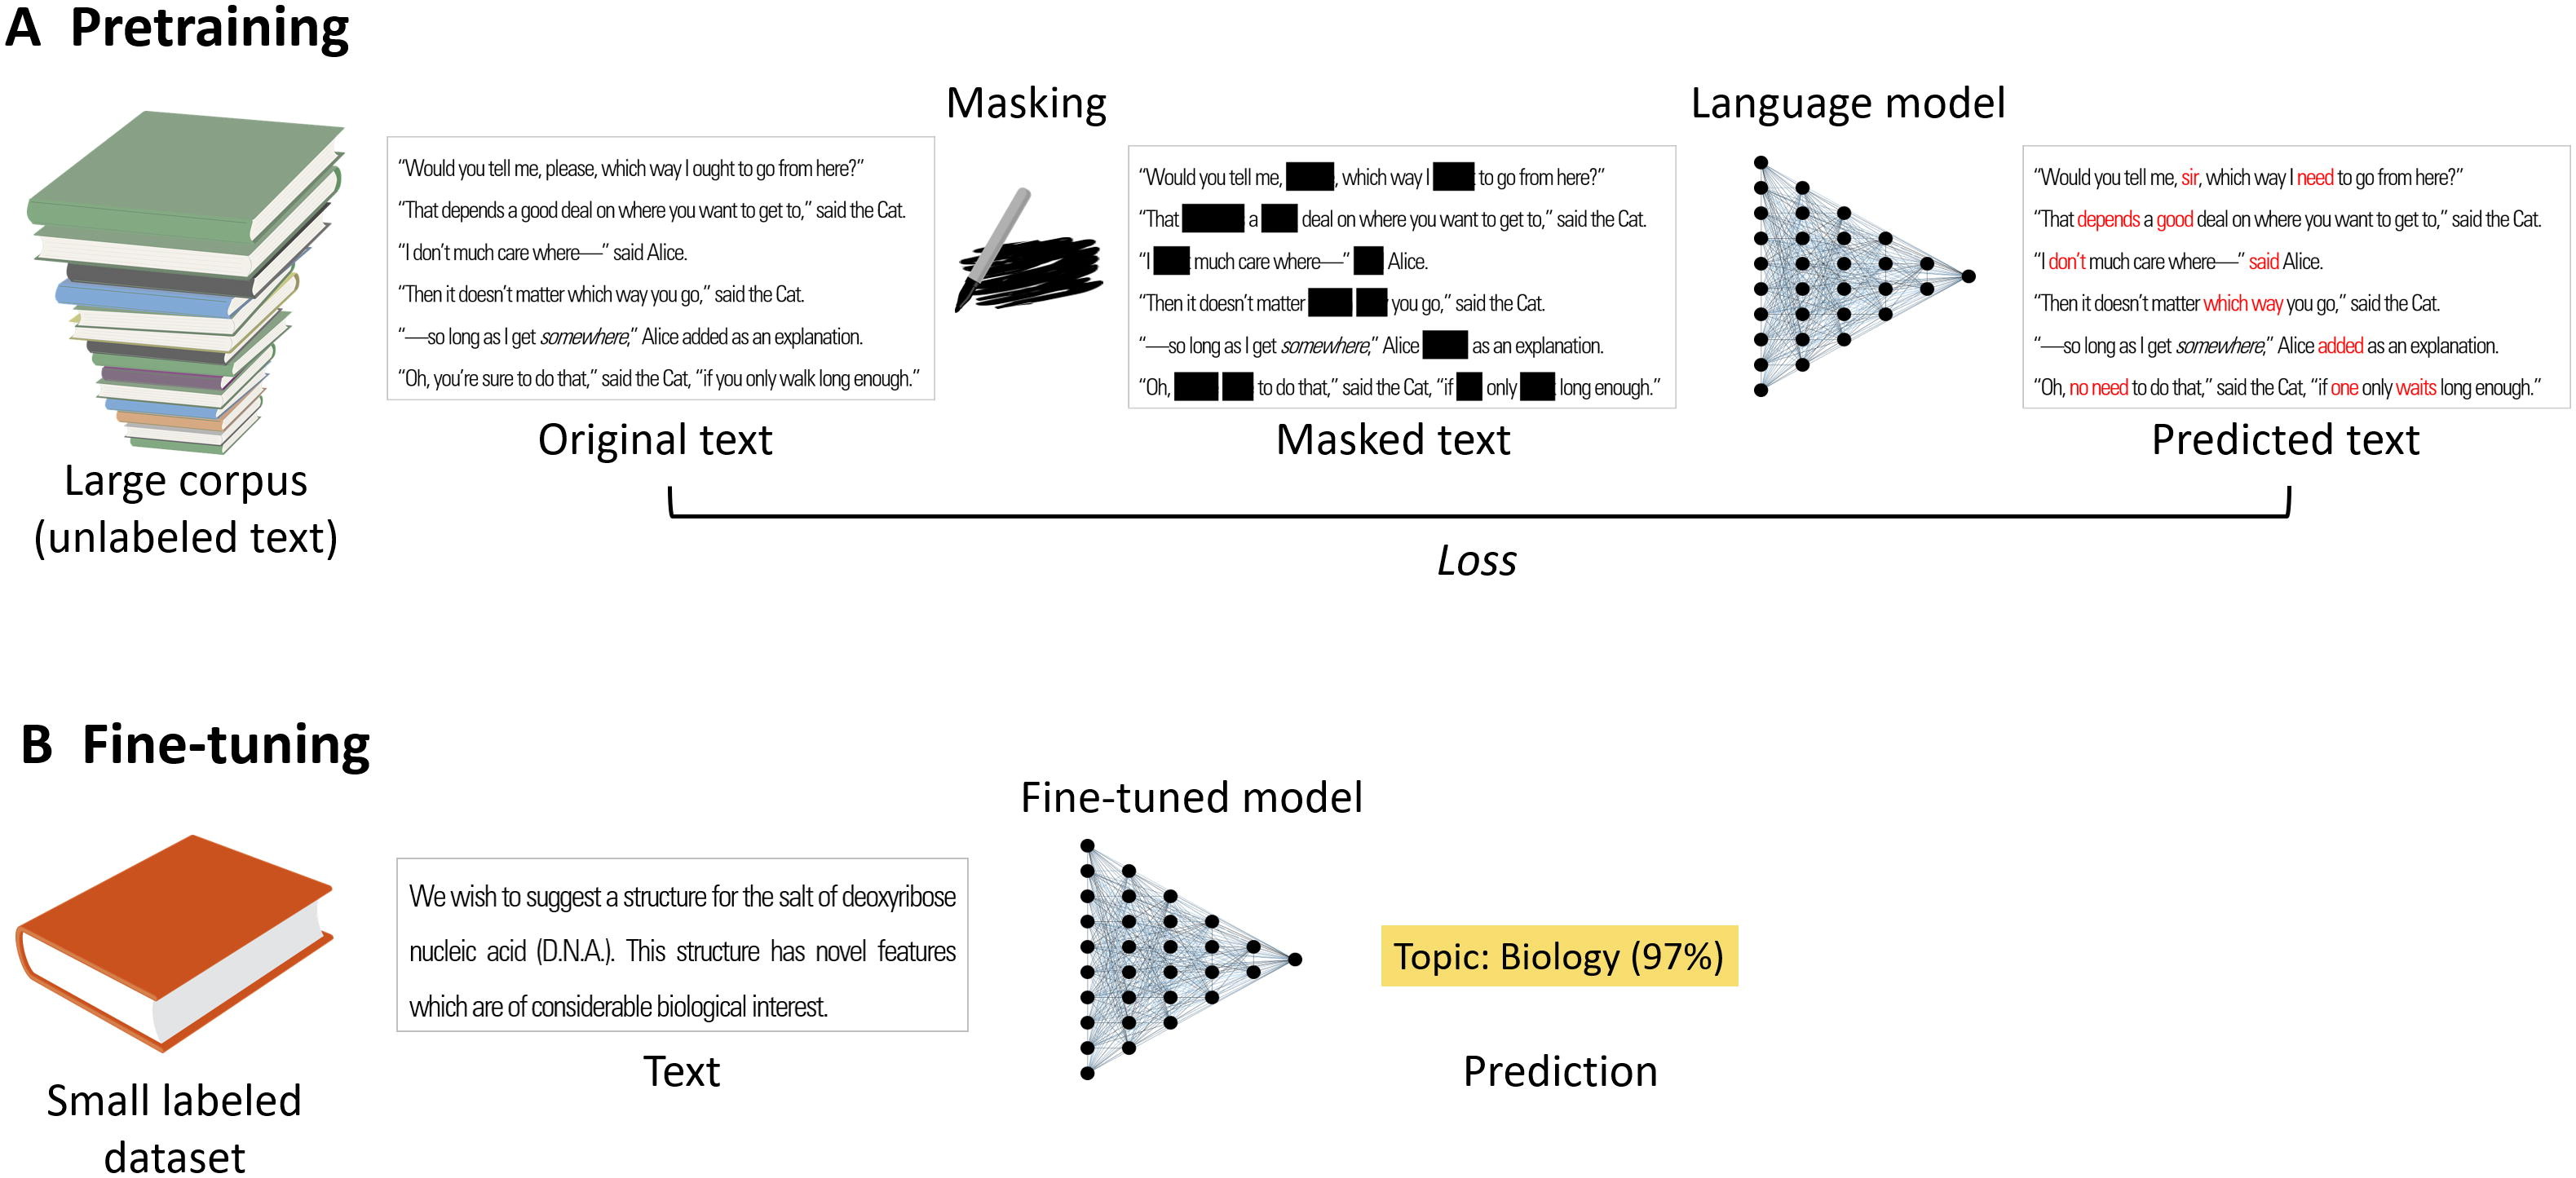 A Pretraining
Masking
Language model
“Would you tell me, please, which way I ought to go from here?”
“That depends a good deal on where you want to get to,” said the Cat.
“I don’t much care where—” said Alice.
“Then it doesn’t matter which way you go,” said the Cat.
“—so long as I get somewhere,” Alice added as an explanation.
“Oh, you’re sure to do that,” said the Cat, “if you only walk long enough.”
“Would you tell me, , which way I to go from here?”
“That a deal on where you want to get to,” said the Cat.
“I much care where—” Alice.
“Then it doesn’t matter you go,” said the Cat.
“—so long as I get somewhere,” Alice as an explanation.
“Oh, to do that,” said the Cat, “if only long enough.”
“Would you tell me, sir, which way I need to go from here?”
“That depends a good deal on where you want to get to,” said the Cat.
“I don’t much care where—” said Alice.
“Then it doesn’t matter which way you go,” said the Cat.
“—so long as I get somewhere,” Alice added as an explanation.
“Oh, no need to do that,” said the Cat, “if one only waits long enough.”
Large corpus
(unlabeled text)
Original text
Masked text
Predicted text
Loss
B Fine-tuning
Fine-tuned model
We wish to suggest a structure for the salt of deoxyribose
nucleic acid (D.N.A.). This structure has novel features
which are of considerable biological interest.
Topic: Biology (97%)
Small labeled
dataset
Text
Prediction